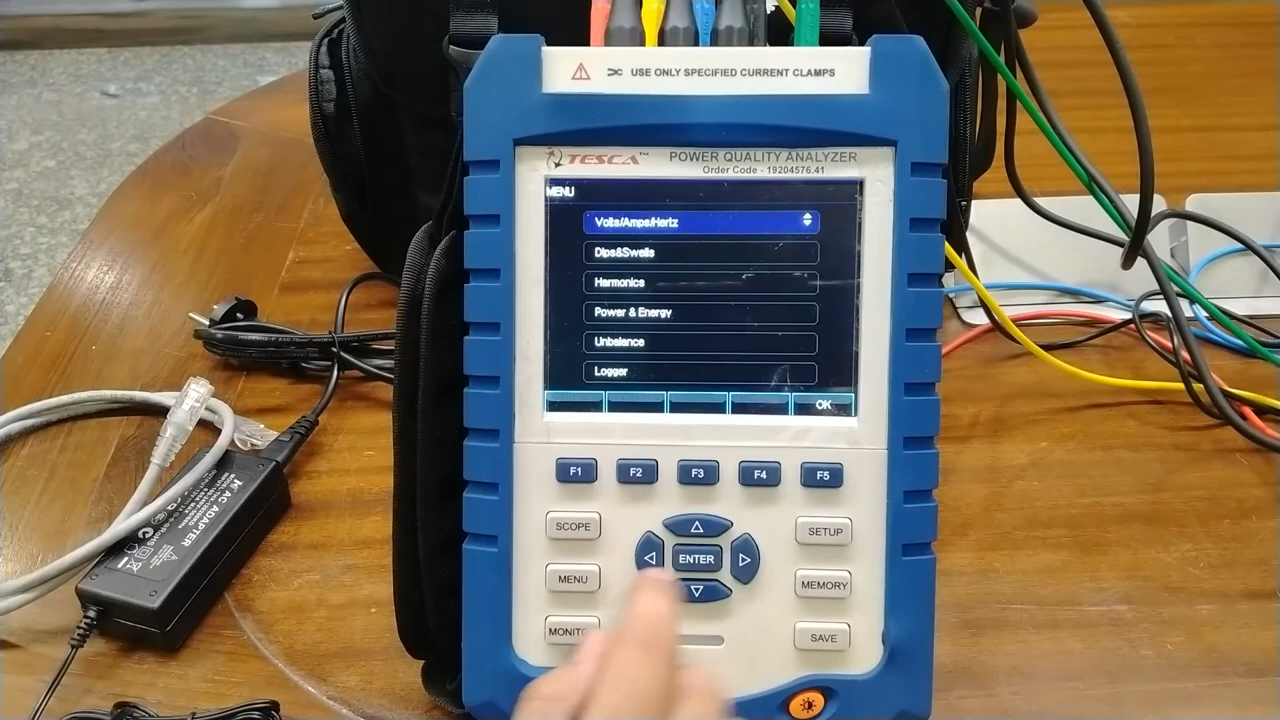 USE ONLY SPECIFIED CURRENT CLAMPS
TESCA™ POWER QUALITY ANALYZER
Order Code - 19204576.41
MENU
Volts/Amps/Hertz
Dips&Swells
Harmonics
Power & Energy
Unbalance
Logger
OK
F1 F2 F3 F4 F5
SCOPE SETUP
ENTER
MENU MEMORY
SAVE
AC ADAPTER